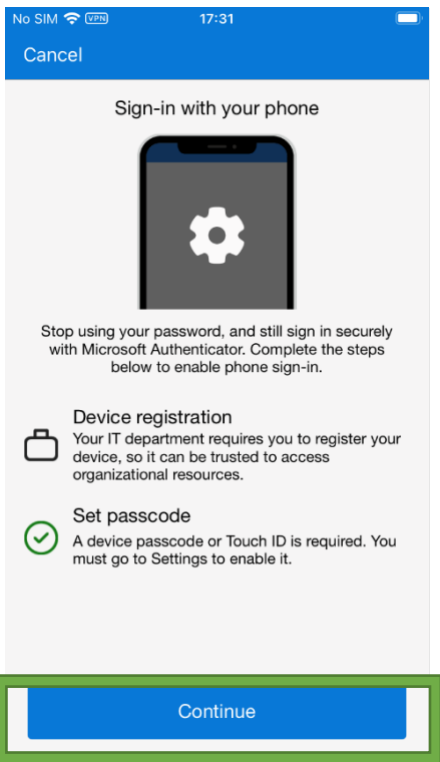 No SIM VPN 17:31
Cancel
Sign-in with your phone
Stop using your password, and still sign in securely
with Microsoft Authenticator. Complete the steps
below to enable phone sign-in.
Device registration
Your IT department requires you to register your
device, so it can be trusted to access
organizational resources.
Set passcode
A device passcode or Touch ID is required. You
must go to Settings to enable it.
Continue